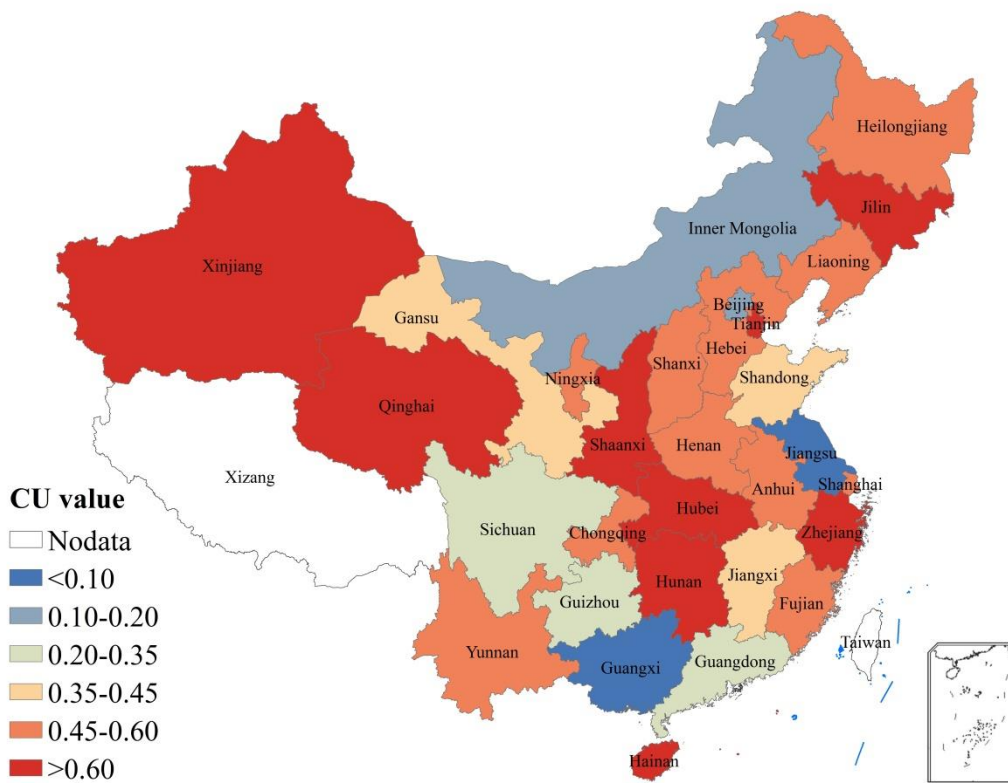 Heilongjiang
Jilin
Inner Mongolia
Liaoning
Xinjiang
Beijing
Tianjin
Gansu
Hebei
Shanxi
Ningxia
Shandong
Qinghai
Shaanxi
Henan
Jiangsu
Xizang
Anhui
Shanghai
Hubei
Sichuan
Chongqing
Zhejiang
Hunan
Jiangxi
Guizhou
Fujian
Yunnan
Guangxi
Guangdong
Taiwan
Hainan
CU value
Nodata
<0.10
0.10-0.20
0.20-0.35
0.35-0.45
0.45-0.60
>0.60